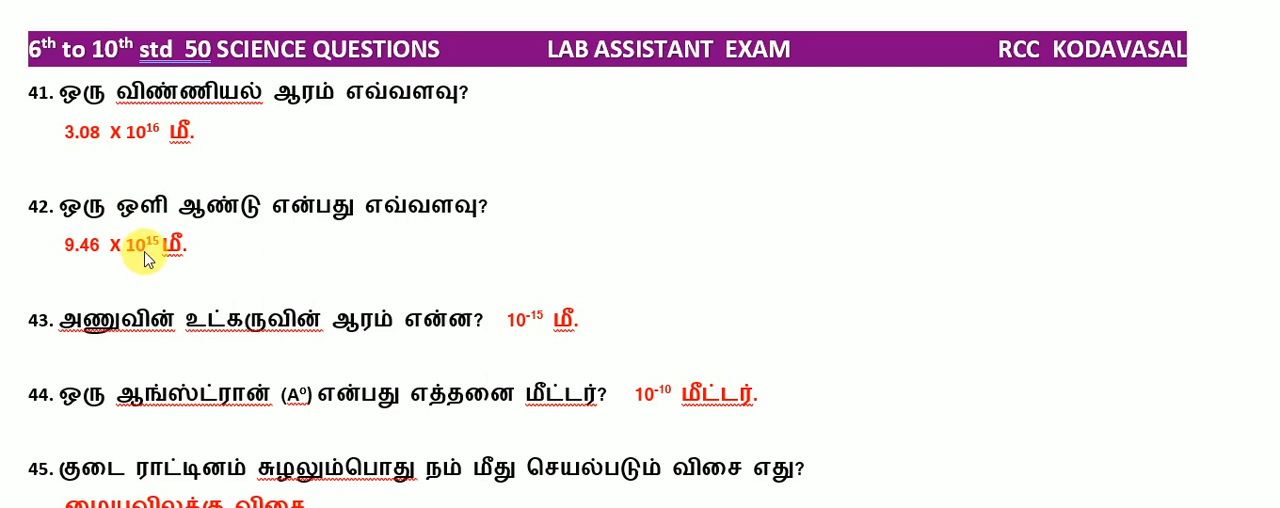 6th to 10th std 50 SCIENCE QUESTIONS LAB ASSISTANT EXAM RCC KODAVASAL
41. ஒரு விண்ணியல் ஆரம் எவ்வளவு?
3.08 X 10¹⁶ மீ.
42. ஒரு ஒளி ஆண்டு என்பது எவ்வளவு?
9.46 X 10¹⁵ மீ.
43. அணுவின் உட்கருவின் ஆரம் என்ன? 10⁻¹⁵ மீ.
44. ஒரு ஆங்ஸ்ட்ரான் (Aº) என்பது எத்தனை மீட்டர்? 10⁻¹⁰ மீட்டர்.
45. குடை ராட்டினம் சுழலும்பொது நம் மீது செயல்படும் விசை எது?
மையவிலக்கு விசை